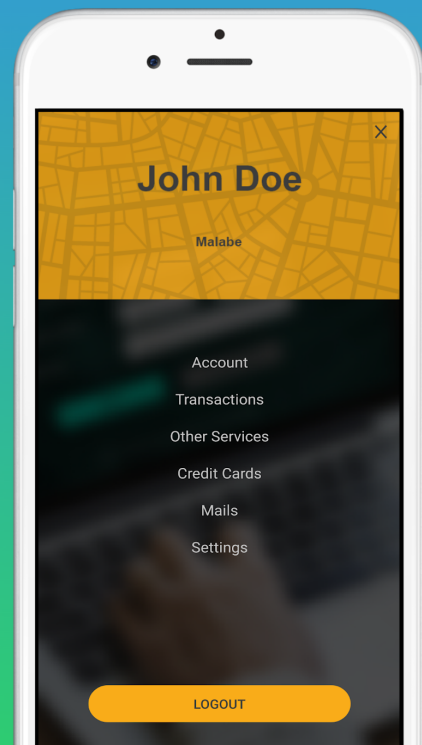 John Doe
Malabe
Account
Transactions
Other Services
Credit Cards
Mails
Settings
LOGOUT